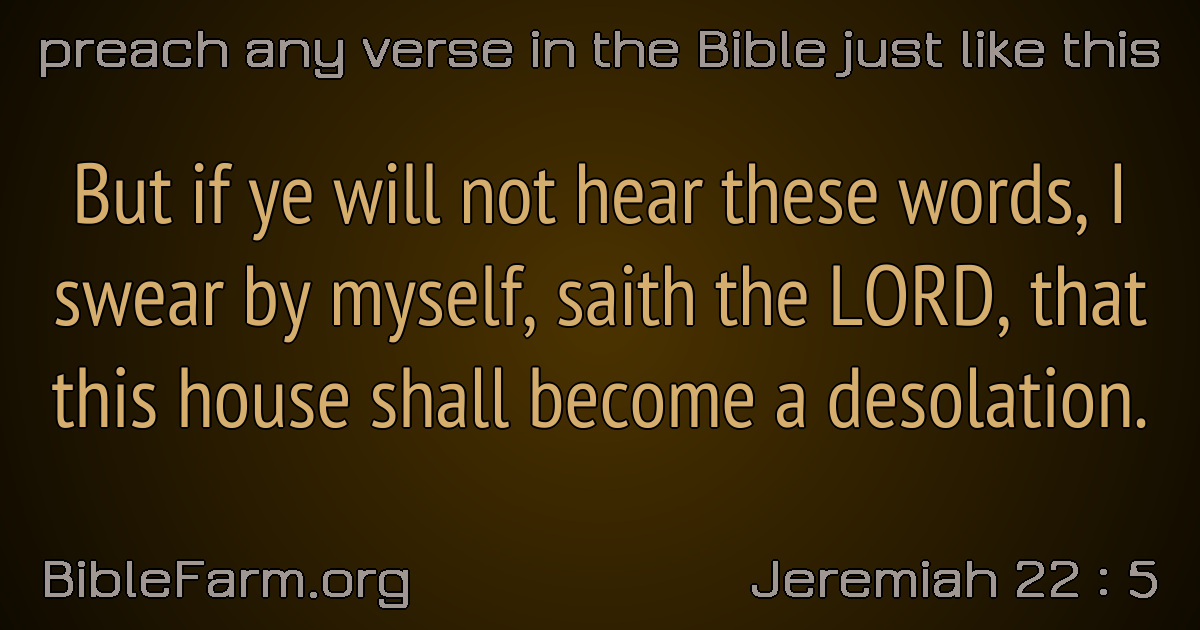 preach any verse in the Bible just like this
But if ye will not hear these words, I
swear by myself, saith the LORD, that
this house shall become a desolation.
BibleFarm.org
Jeremiah 22 : 5